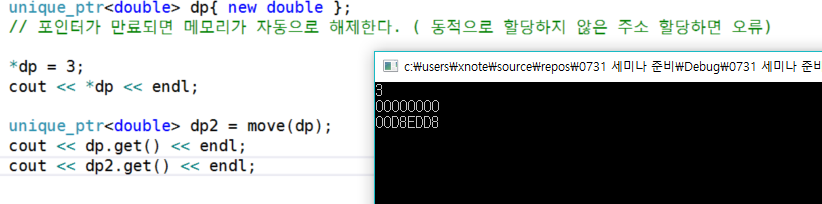 unique_ptr<double> dp{ new double };
// 포인터가 만료되면 메모리가 자동으로 해제한다. ( 동적으로 할당하지 않은 주소 할당하면 오류)
*dp = 3;
cout << *dp << endl;
unique_ptr<double> dp2 = move(dp);
cout << dp.get() << endl;
cout << dp2.get() << endl;
c:₩users₩xnote₩source₩repos₩0731 세미나 준비₩Debug₩0731 세미나 준비
3
00000000
00D8EDD8